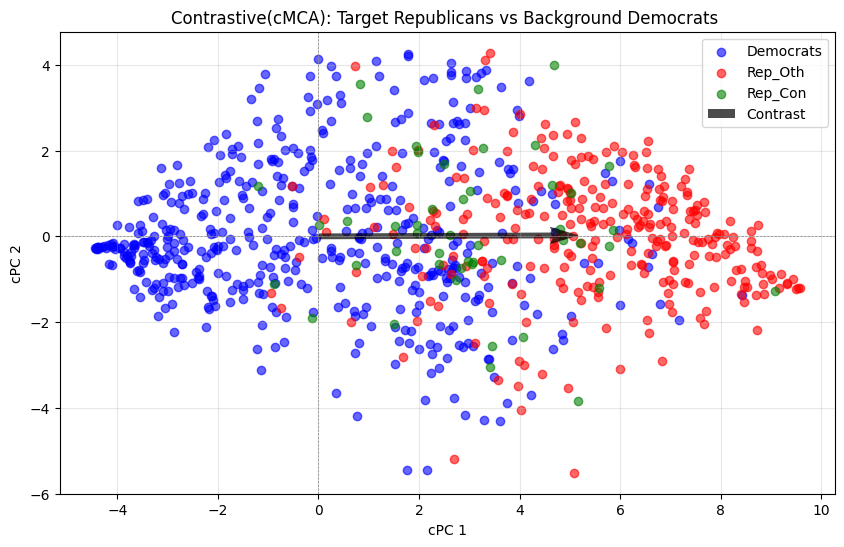 Contrastive(cMCA): Target Republicans vs Background Democrats
Democrats
Rep_Oth
Rep_Con
Contrast
4
2
0
−2
−4
−6
cPC 2
−4
−2
0
2
4
6
8
10
cPC 1